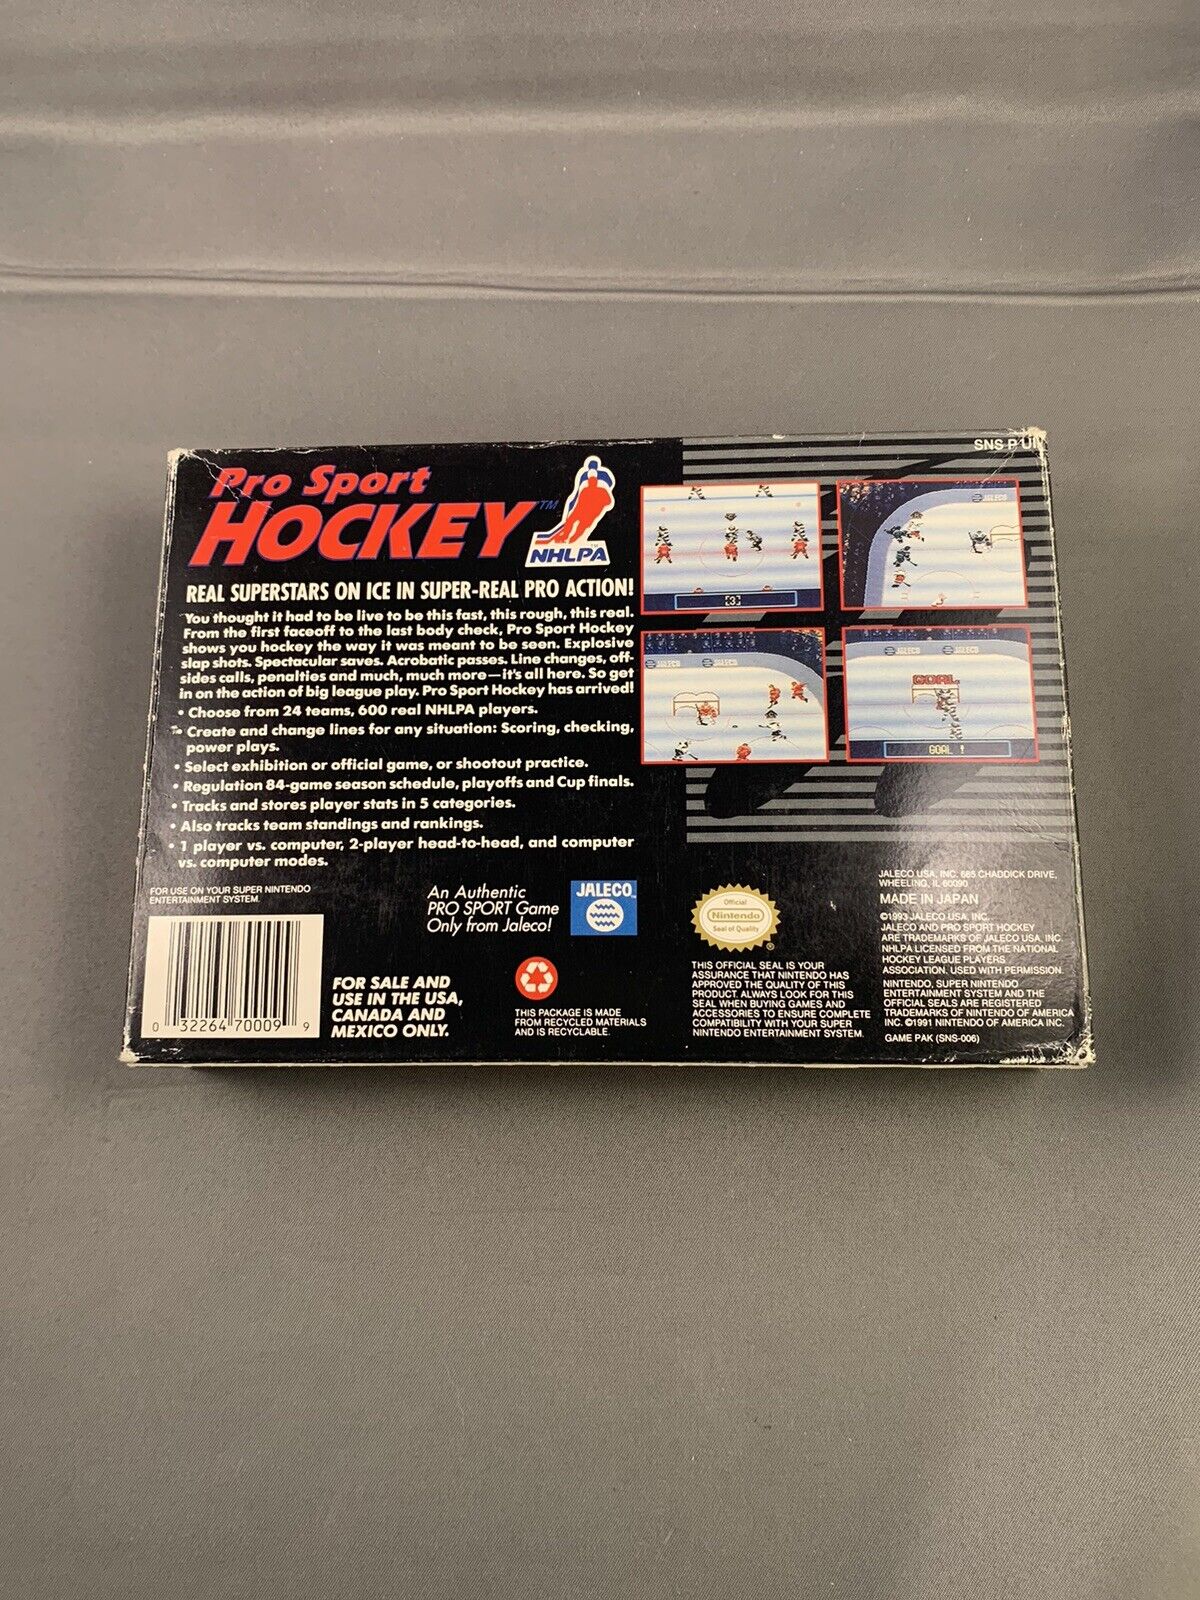 SNS P
Pro Sport
HOCKEY™
NHLPA
REAL SUPERSTARS ON ICE IN SUPER-REAL PRO ACTION!
You thought it had to be live to be this fast, this rough, this real.
From the first faceoff to the last body check, Pro Sport Hockey
shows you hockey the way it was meant to be seen. Explosive
slap shots. Spectacular saves. Acrobatic passes. Line changes, off-
sides calls, penalties and much, much more—it's all here. So get
in on the action of big league play. Pro Sport Hockey has arrived!
• Choose from 24 teams, 600 real NHLPA players.
• Create and change lines for any situation: Scoring, checking,
power plays.
• Select exhibition or official game, or shootout practice.
• Regulation 84-game season schedule, playoffs and Cup finals.
• Tracks and stores player stats in 5 categories.
• Also tracks team standings and rankings.
• 1 player vs. computer, 2-player head-to-head, and computer
vs. computer modes.
[3]
JALECO
JALECO JALECO
JALECO JALECO
GOAL
GOAL !
FOR USE ON YOUR SUPER NINTENDO
ENTERTAINMENT SYSTEM.
0 32264 70009 9
FOR SALE AND
USE IN THE USA,
CANADA AND
MEXICO ONLY.
An Authentic
PRO SPORT Game
Only from Jaleco!
JALECO™
THIS PACKAGE IS MADE
FROM RECYCLED MATERIALS
AND IS RECYCLABLE.
Official
Nintendo
Seal of Quality
®
THIS OFFICIAL SEAL IS YOUR
ASSURANCE THAT NINTENDO HAS
APPROVED THE QUALITY OF THIS
PRODUCT. ALWAYS LOOK FOR THIS
SEAL WHEN BUYING GAMES AND
ACCESSORIES TO ENSURE COMPLETE
COMPATIBILITY WITH YOUR SUPER
NINTENDO ENTERTAINMENT SYSTEM.
JALECO USA, INC. 685 CHADDICK DRIVE,
WHEELING, IL 60090
MADE IN JAPAN
©1993 JALECO USA, INC.
JALECO AND PRO SPORT HOCKEY
ARE TRADEMARKS OF JALECO USA, INC.
NHLPA LICENSED FROM THE NATIONAL
HOCKEY LEAGUE PLAYERS
ASSOCIATION. USED WITH PERMISSION.
NINTENDO, SUPER NINTENDO
ENTERTAINMENT SYSTEM AND THE
OFFICIAL SEALS ARE REGISTERED
TRADEMARKS OF NINTENDO OF AMERICA
INC. ©1991 NINTENDO OF AMERICA INC.
GAME PAK (SNS-006)